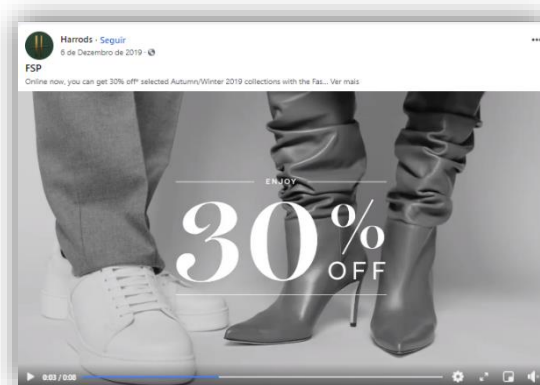 Harrods · Seguir
6 de Dezembro de 2019 ·
FSP
Online now, you can get 30% off* selected Autumn/Winter 2019 collections with the Fas... Ver mais
ENJOY
30%
OFF
0:03 / 0:08